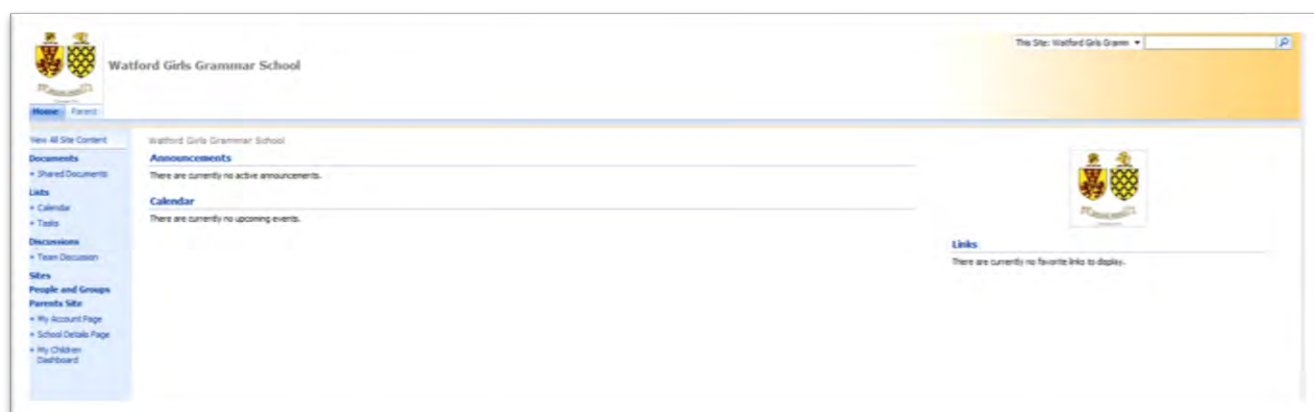 Watford Girls Grammar School
This Site: Watford Girls Gramm
Home
Parent
View All Site Content
Documents
Shared Documents
Lists
Calendar
Tasks
Discussions
Team Discussion
Sites
People and Groups
Parents Site
My Account Page
School Details Page
My Children
Dashboard
Watford Girls Grammar School
Announcements
There are currently no active announcements.
Calendar
There are currently no upcoming events.
Links
There are currently no favorite links to display.